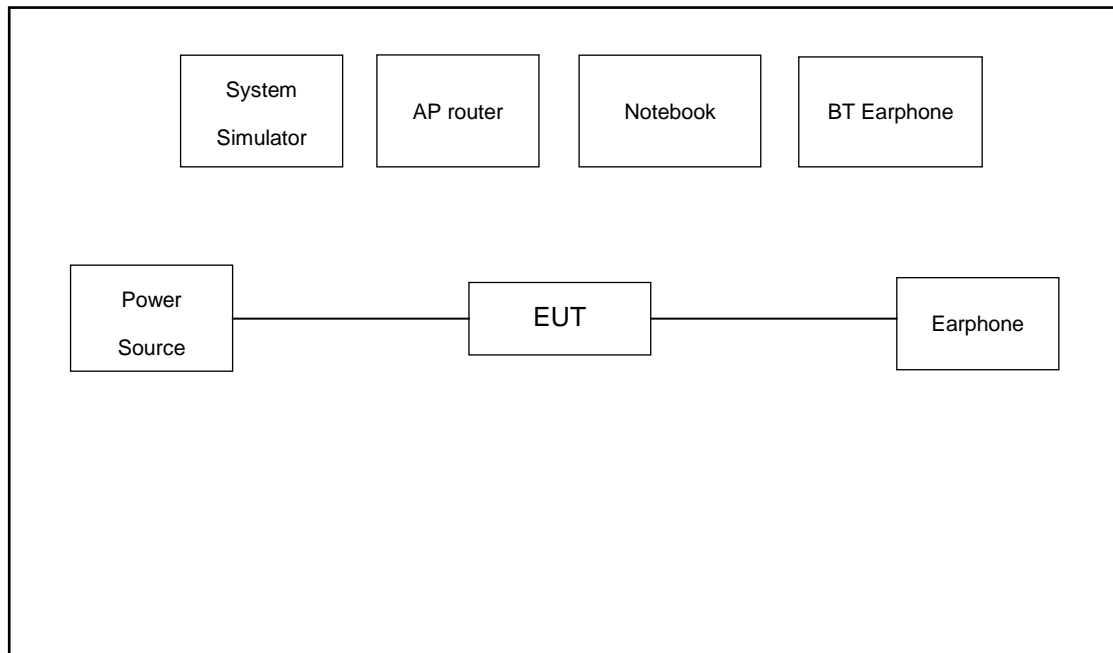 System
Simulator
AP router
Notebook
BT Earphone
Power
Source
EUT
Earphone